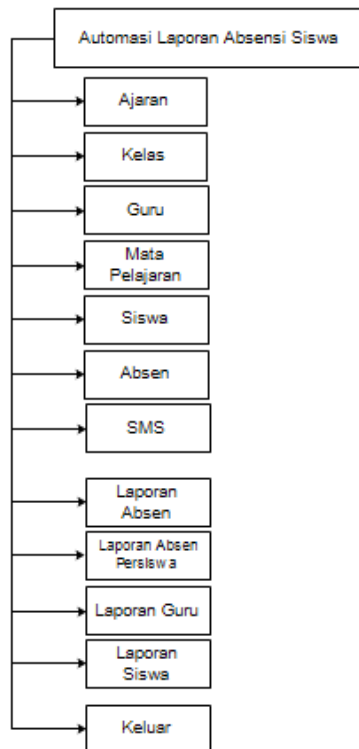 Automasi Laporan Absensi Siswa
Ajaran
Kelas
Guru
Mata
Pelajaran
Siswa
Absen
SMS
Laporan
Absen
Laporan Absen
Persiswa
Laporan Guru
Laporan
Siswa
Keluar